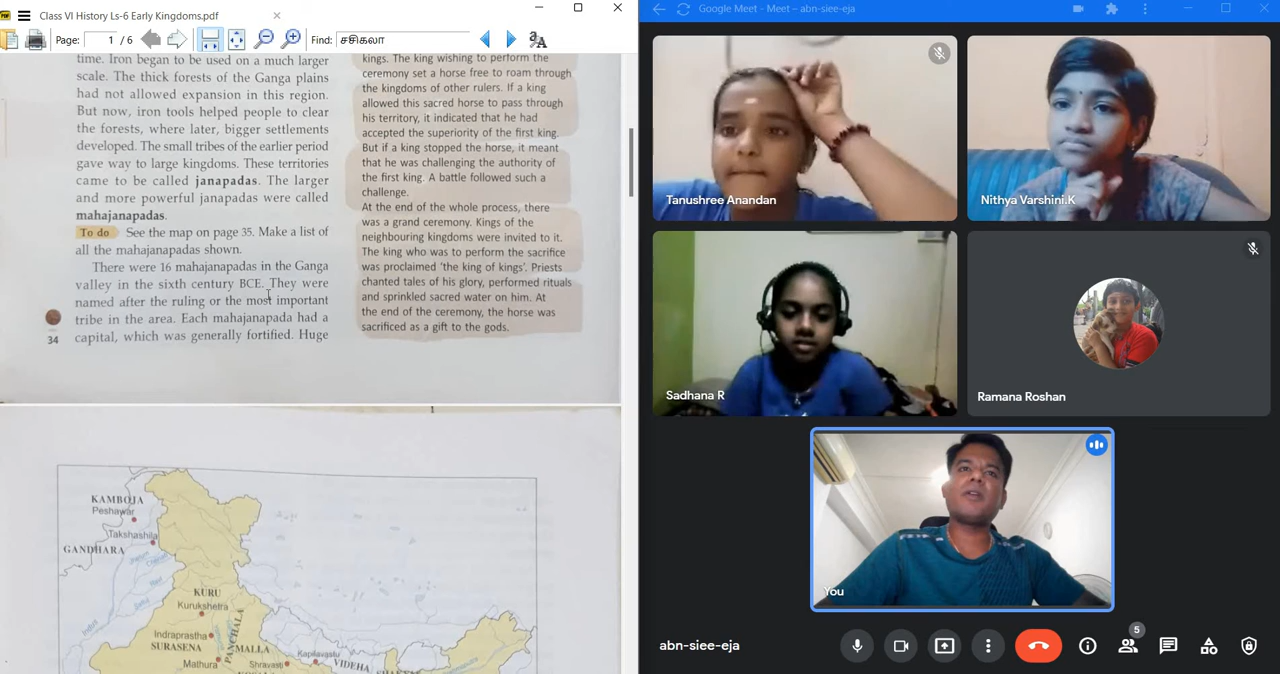 Class VI History Ls-6 Early Kingdoms.pdf
Page: 1 / 6 Find: சசிகலா
time. Iron began to be used on a much larger
scale. The thick forests of the Ganga plains
had not allowed expansion in this region.
But now, iron tools helped people to clear
the forests, where later, bigger settlements
developed. The small tribes of the earlier period
gave way to large kingdoms. These territories
came to be called janapadas. The larger
and more powerful janapadas were called
mahajanapadas.
To do See the map on page 35. Make a list of
all the mahajanapadas shown.
There were 16 mahajanapadas in the Ganga
valley in the sixth century BCE. They were
named after the ruling or the most important
tribe in the area. Each mahajanapada had a
capital, which was generally fortified. Huge
34
kings. The king wishing to perform the
ceremony set a horse free to roam through
the kingdoms of other rulers. If a king
allowed this sacred horse to pass through
his territory, it indicated that he had
accepted the superiority of the first king.
But if a king stopped the horse, it meant
that he was challenging the authority of
the first king. A battle followed such a
challenge.
At the end of the whole process, there
was a grand ceremony. Kings of the
neighbouring kingdoms were invited to it.
The king who was to perform the sacrifice
was proclaimed 'the king of kings'. Priests
chanted tales of his glory, performed rituals
and sprinkled sacred water on him. At
the end of the ceremony, the horse was
sacrificed as a gift to the gods.
KAMBOJA
Peshawar
Takshashila
GANDHARA
Indus
KURU
Kurukshetra
Indraprastha
SURASENA
PANCHALA
MALLA
Mathura
Shravasti
Kapilavastu
VIDEHA
Google Meet - Meet – abn-siee-eja
Tanushree Anandan
Nithya Varshini.K
Sadhana R
Ramana Roshan
You
abn-siee-eja
5